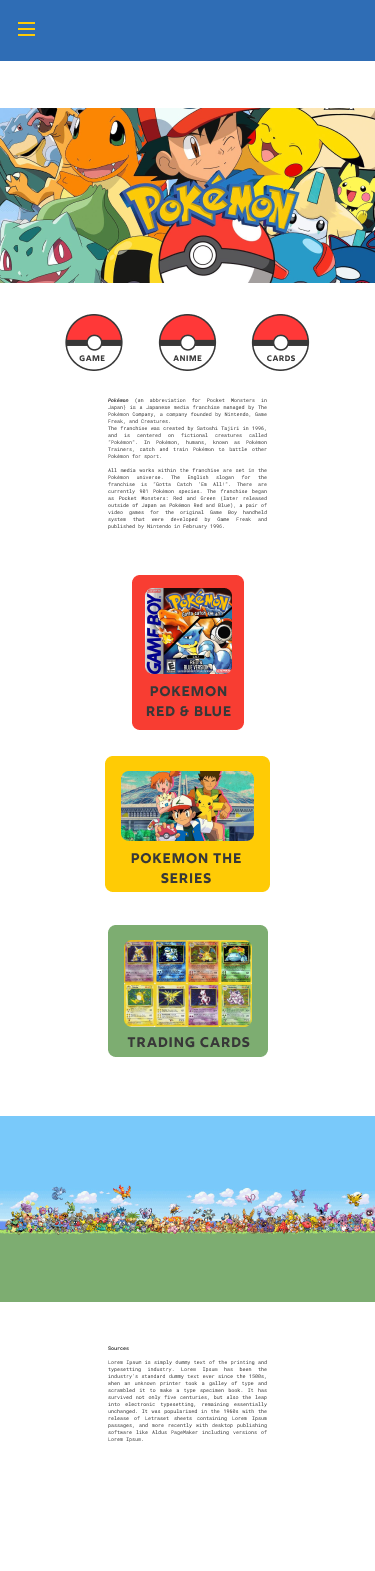 POKéMON
GAME
ANIME
CARDS
Pokémon (an abbreviation for Pocket Monsters in
Japan) is a Japanese media franchise managed by The
Pokémon Company, a company founded by Nintendo, Game
Freak, and Creatures.
The franchise was created by Satoshi Tajiri in 1996,
and is centered on fictional creatures called
"Pokémon". In Pokémon, humans, known as Pokémon
Trainers, catch and train Pokémon to battle other
Pokémon for sport.
All media works within the franchise are set in the
Pokémon universe. The English slogan for the
franchise is "Gotta Catch 'Em All!". There are
currently 901 Pokémon species. The franchise began
as Pocket Monsters: Red and Green (later released
outside of Japan as Pokémon Red and Blue), a pair of
video games for the original Game Boy handheld
system that were developed by Game Freak and
published by Nintendo in February 1996.
GAME BOY
POKéMON
BLUE VERSION
POKEMON
RED & BLUE
POKEMON THE
SERIES
TRADING CARDS
Sources
Lorem Ipsum is simply dummy text of the printing and
typesetting industry. Lorem Ipsum has been the
industry's standard dummy text ever since the 1500s,
when an unknown printer took a galley of type and
scrambled it to make a type specimen book. It has
survived not only five centuries, but also the leap
into electronic typesetting, remaining essentially
unchanged. It was popularised in the 1960s with the
release of Letraset sheets containing Lorem Ipsum
passages, and more recently with desktop publishing
software like Aldus PageMaker including versions of
Lorem Ipsum.